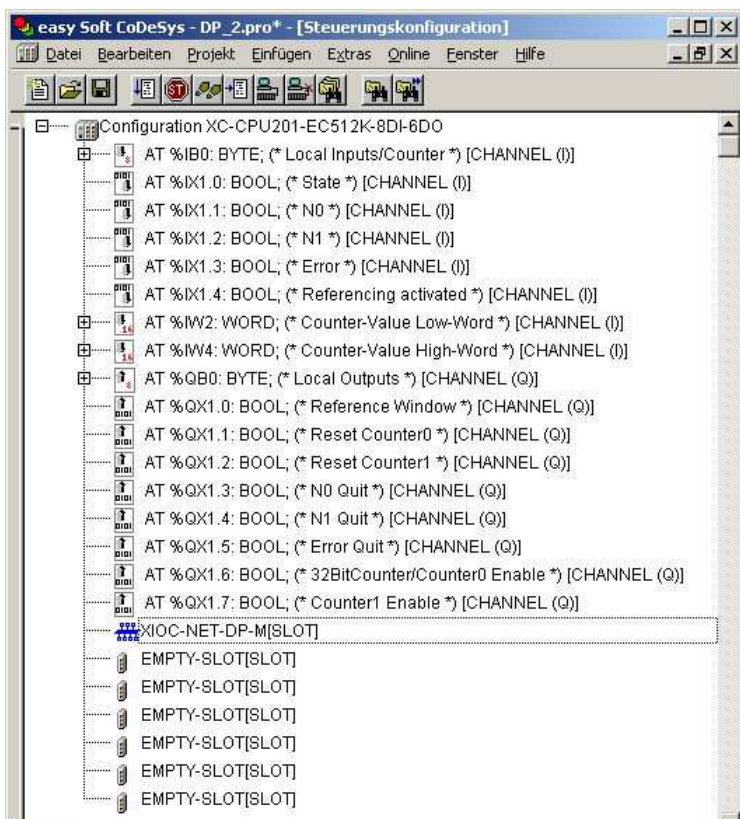 easy Soft CoDeSys - DP_2.pro* - [Steuerungskonfiguration]
Datei Bearbeiten Projekt Einfügen Extras Online Fenster Hilfe
Configuration XC-CPU201-EC512K-8DI-6DO
AT %IB0: BYTE; (* Local Inputs/Counter *) [CHANNEL (I)]
AT %IX1.0: BOOL; (* State *) [CHANNEL (I)]
AT %IX1.1: BOOL; (* N0 *) [CHANNEL (I)]
AT %IX1.2: BOOL; (* N1 *) [CHANNEL (I)]
AT %IX1.3: BOOL; (* Error *) [CHANNEL (I)]
AT %IX1.4: BOOL; (* Referencing activated *) [CHANNEL (I)]
AT %IW2: WORD; (* Counter-Value Low-Word *) [CHANNEL (I)]
AT %IW4: WORD; (* Counter-Value High-Word *) [CHANNEL (I)]
AT %QB0: BYTE; (* Local Outputs *) [CHANNEL (Q)]
AT %QX1.0: BOOL; (* Reference Window *) [CHANNEL (Q)]
AT %QX1.1: BOOL; (* Reset Counter0 *) [CHANNEL (Q)]
AT %QX1.2: BOOL; (* Reset Counter1 *) [CHANNEL (Q)]
AT %QX1.3: BOOL; (* N0 Quit *) [CHANNEL (Q)]
AT %QX1.4: BOOL; (* N1 Quit *) [CHANNEL (Q)]
AT %QX1.5: BOOL; (* Error Quit *) [CHANNEL (Q)]
AT %QX1.6: BOOL; (* 32BitCounter/Counter0 Enable *) [CHANNEL (Q)]
AT %QX1.7: BOOL; (* Counter1 Enable *) [CHANNEL (Q)]
XIOC-NET-DP-M[SLOT]
EMPTY-SLOT[SLOT]
EMPTY-SLOT[SLOT]
EMPTY-SLOT[SLOT]
EMPTY-SLOT[SLOT]
EMPTY-SLOT[SLOT]
EMPTY-SLOT[SLOT]